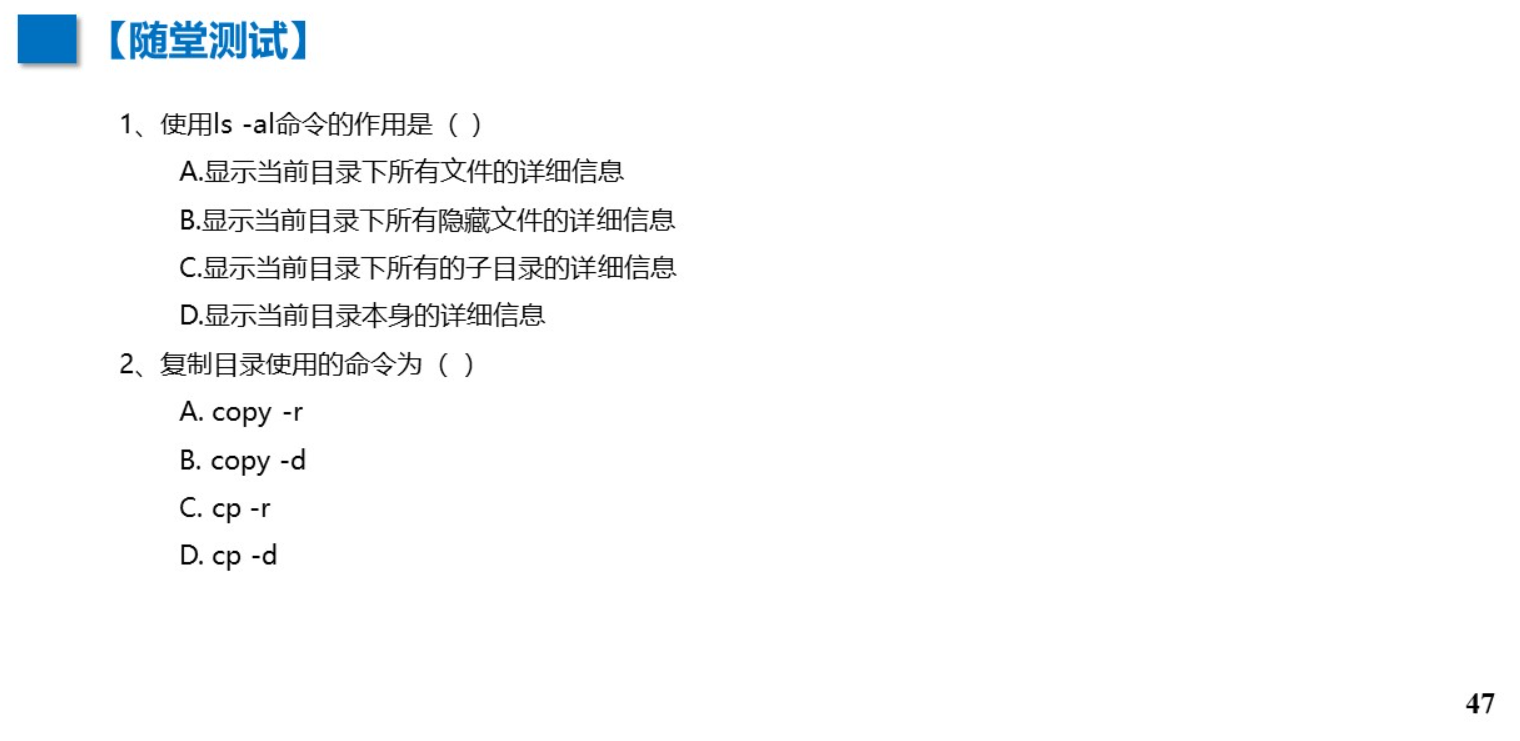 【随堂测试】
1、使用ls -al命令的作用是（ ）
A.显示当前目录下所有文件的详细信息
B.显示当前目录下所有隐藏文件的详细信息
C.显示当前目录下所有的子目录的详细信息
D.显示当前目录本身的详细信息
2、复制目录使用的命令为（ ）
A. copy -r
B. copy -d
C. cp -r
D. cp -d
47